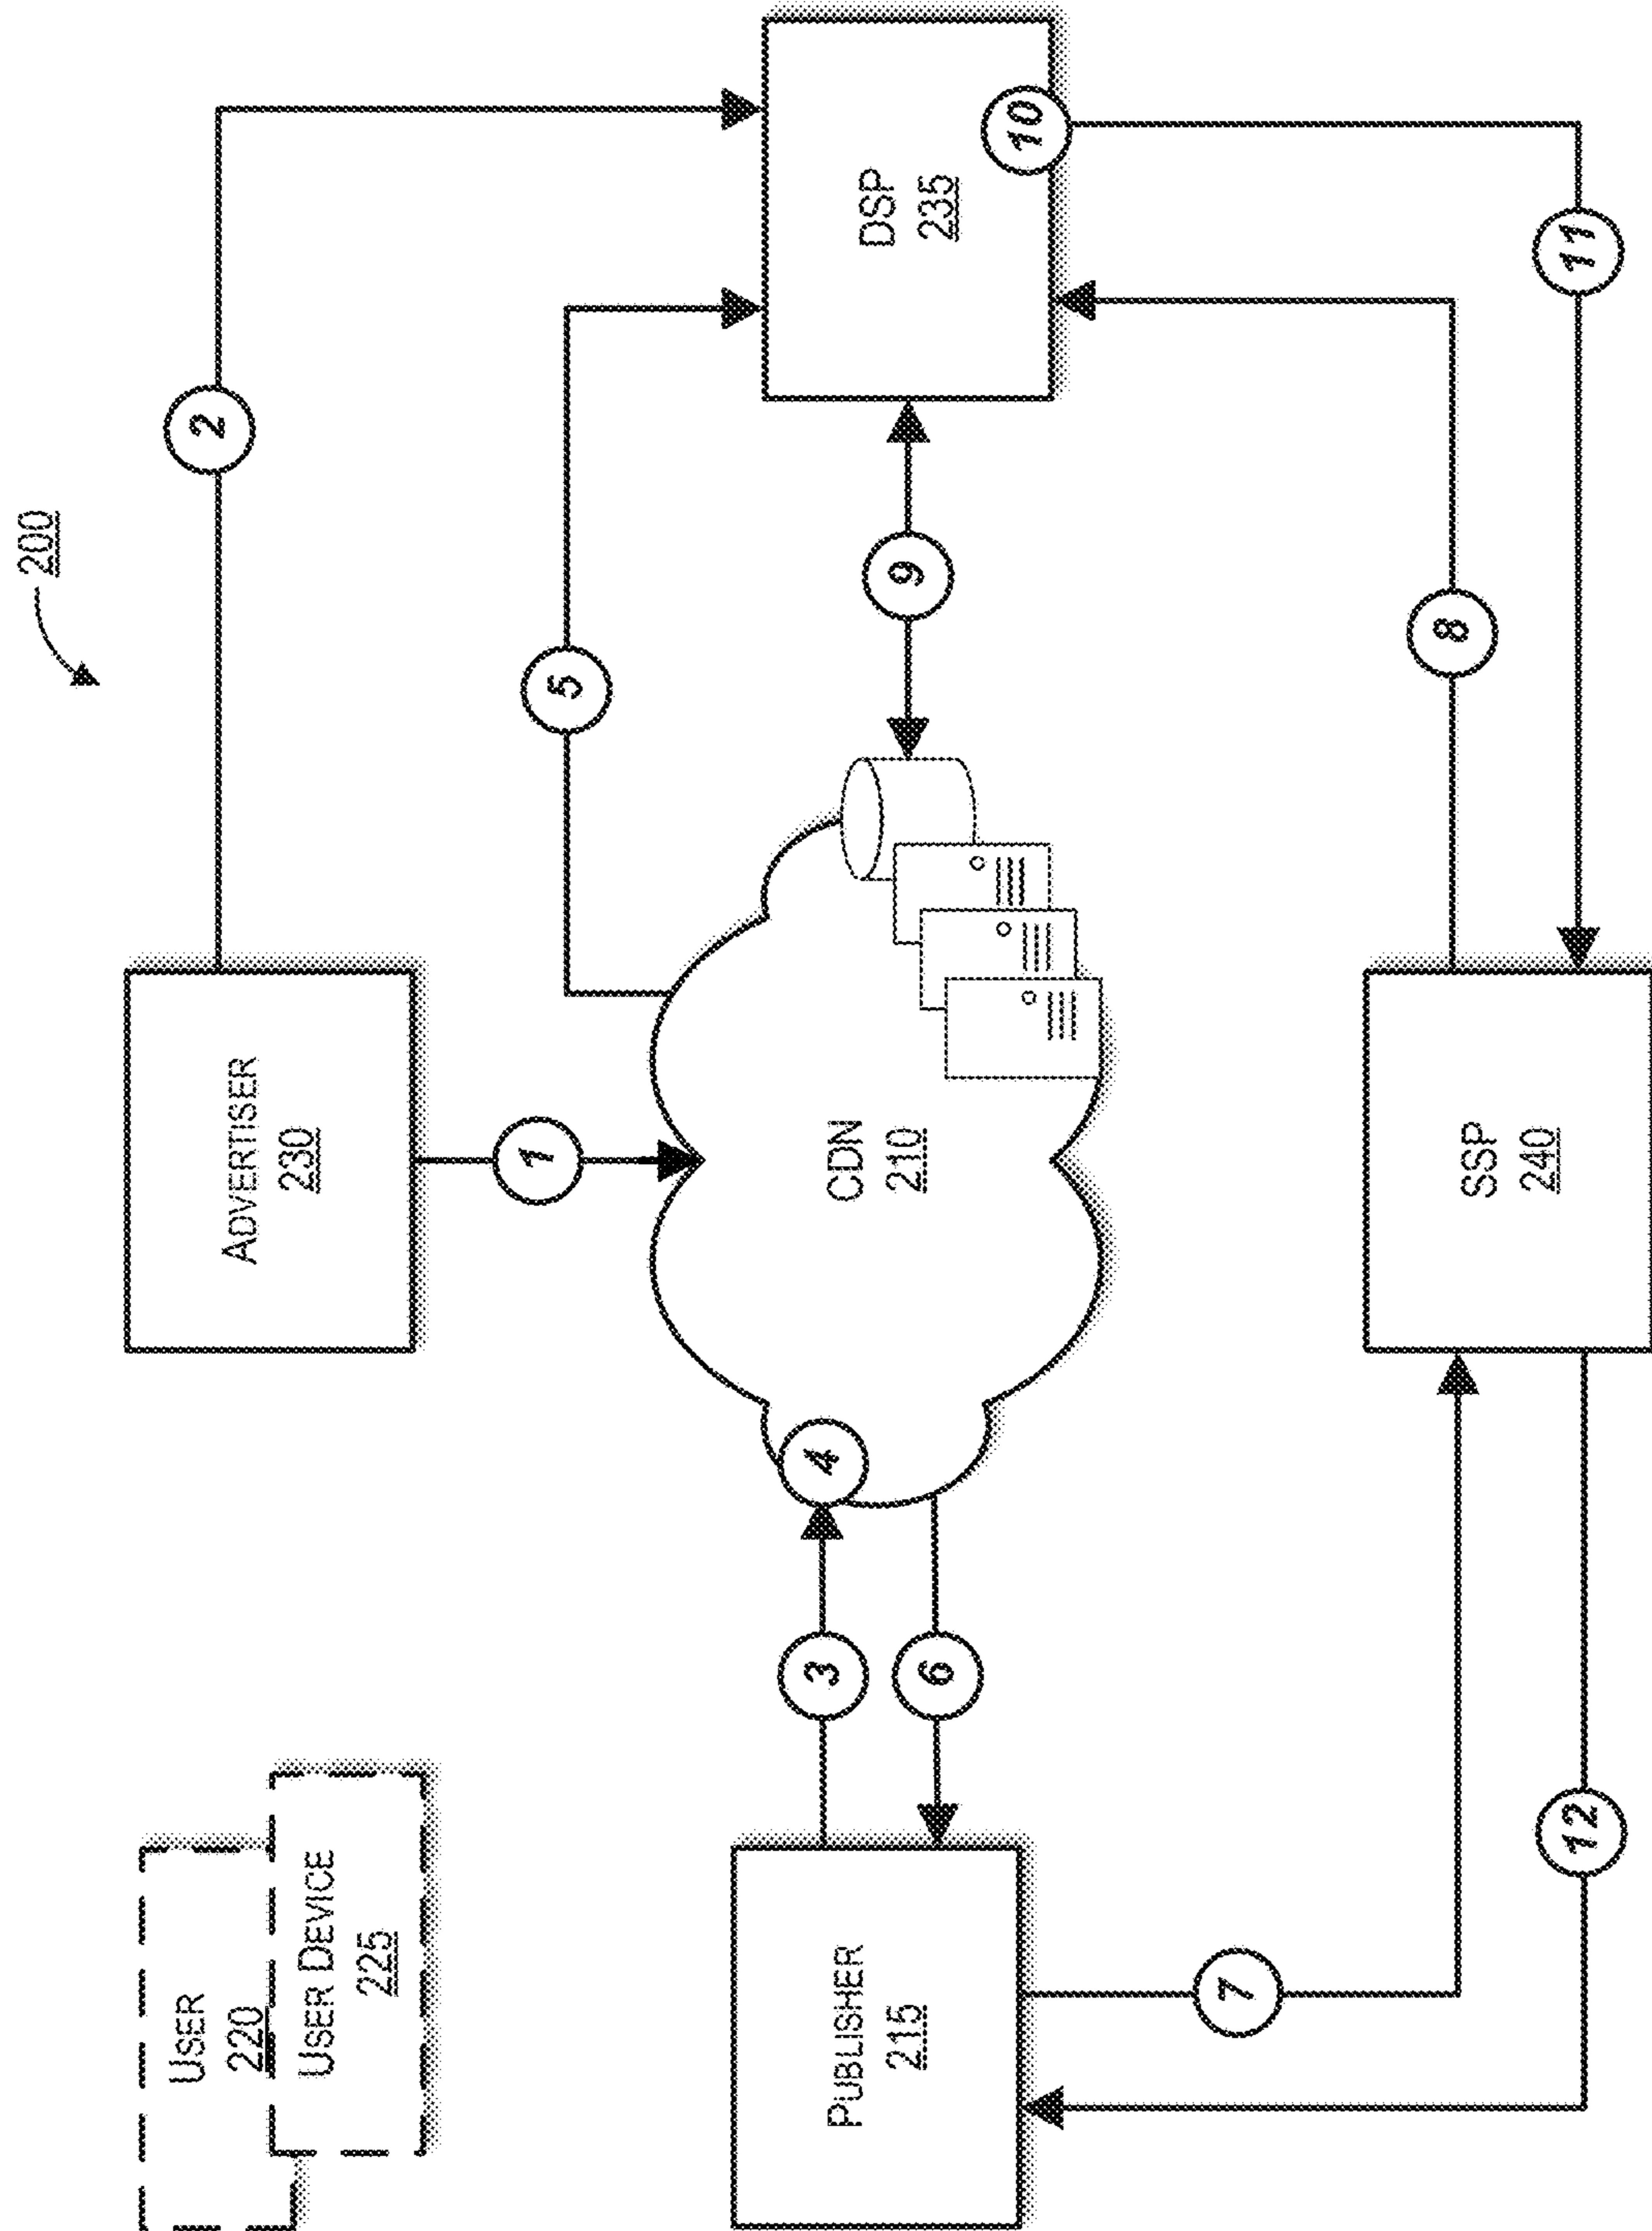 200
USER
220
USER DEVICE
225
ADVERTISER
230
2
1
5
PUBLISHER
215
3
4
6
CDN
210
9
DSP
235
10
7
8
SSP
240
11
12